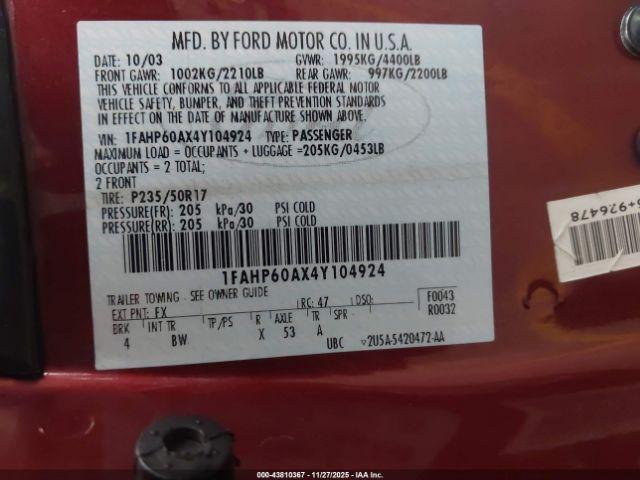 MFD. BY FORD MOTOR CO. IN U.S.A.
DATE: 10/03 GVWR: 1995KG/4400LB
FRONT GAWR: 1002KG/2210LB REAR GAWR: 997KG/2200LB
THIS VEHICLE CONFORMS TO ALL APPLICABLE FEDERAL MOTOR
VEHICLE SAFETY, BUMPER, AND THEFT PREVENTION STANDARDS
IN EFFECT ON THE DATE OF MANUFACTURE SHOWN ABOVE.
VIN: 1FAHP60AX4Y104924 TYPE: PASSENGER
MAXIMUM LOAD = OCCUPANTS + LUGGAGE = 205KG/0453LB
OCCUPANTS = 2 TOTAL;
2 FRONT
TIRE: P235/50R17
PRESSURE(FR): 205 kPa/30 PSI COLD
PRESSURE(RR): 205 kPa/30 PSI COLD
1FAHP60AX4Y104924
TRAILER TOWING - SEE OWNER GUIDE
EXT PNT: FX RC: 47 DSO: F0043
R0032
BRK INT TR TP/PS R AXLE TR SPR
4 BW X 53 A
UBC ▽2U5A-5420472-AA
6+926478
000-43810367 | 11/27/2025 | IAA Inc.